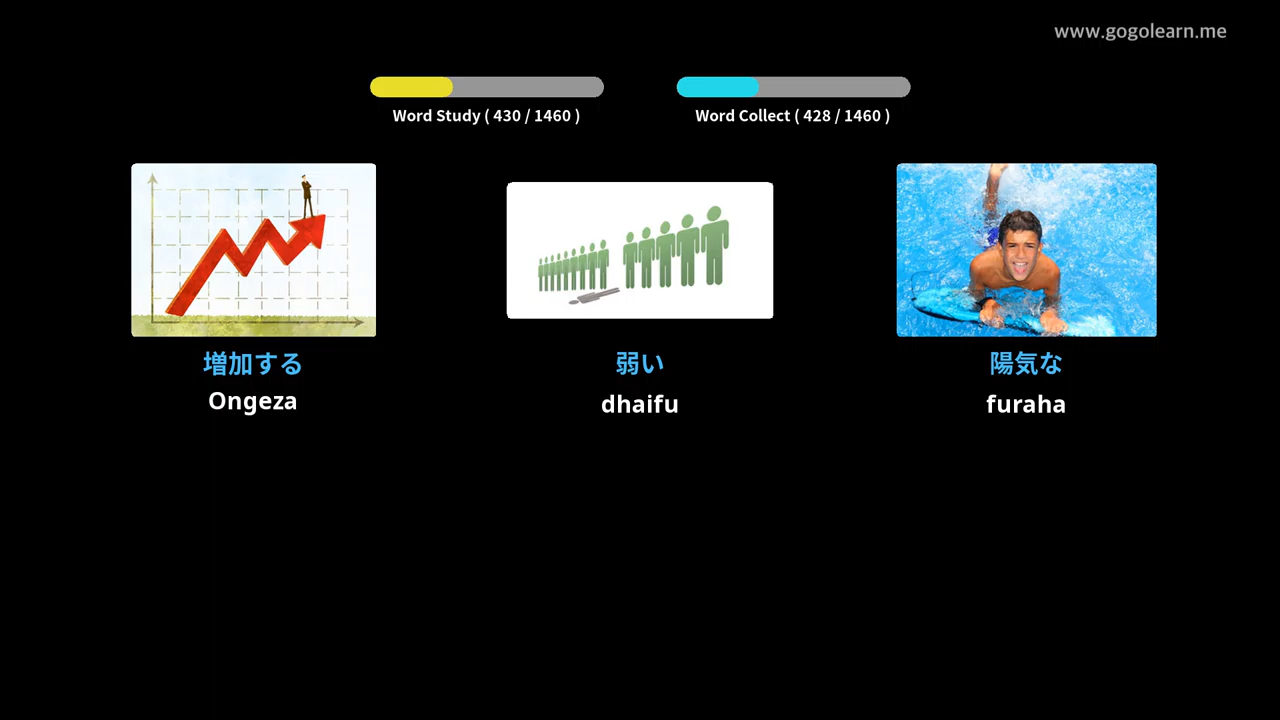 www.gogolearn.me
Word Study ( 430 / 1460 )
Word Collect ( 428 / 1460 )
増加する
Ongeza
弱い
dhaifu
陽気な
furaha